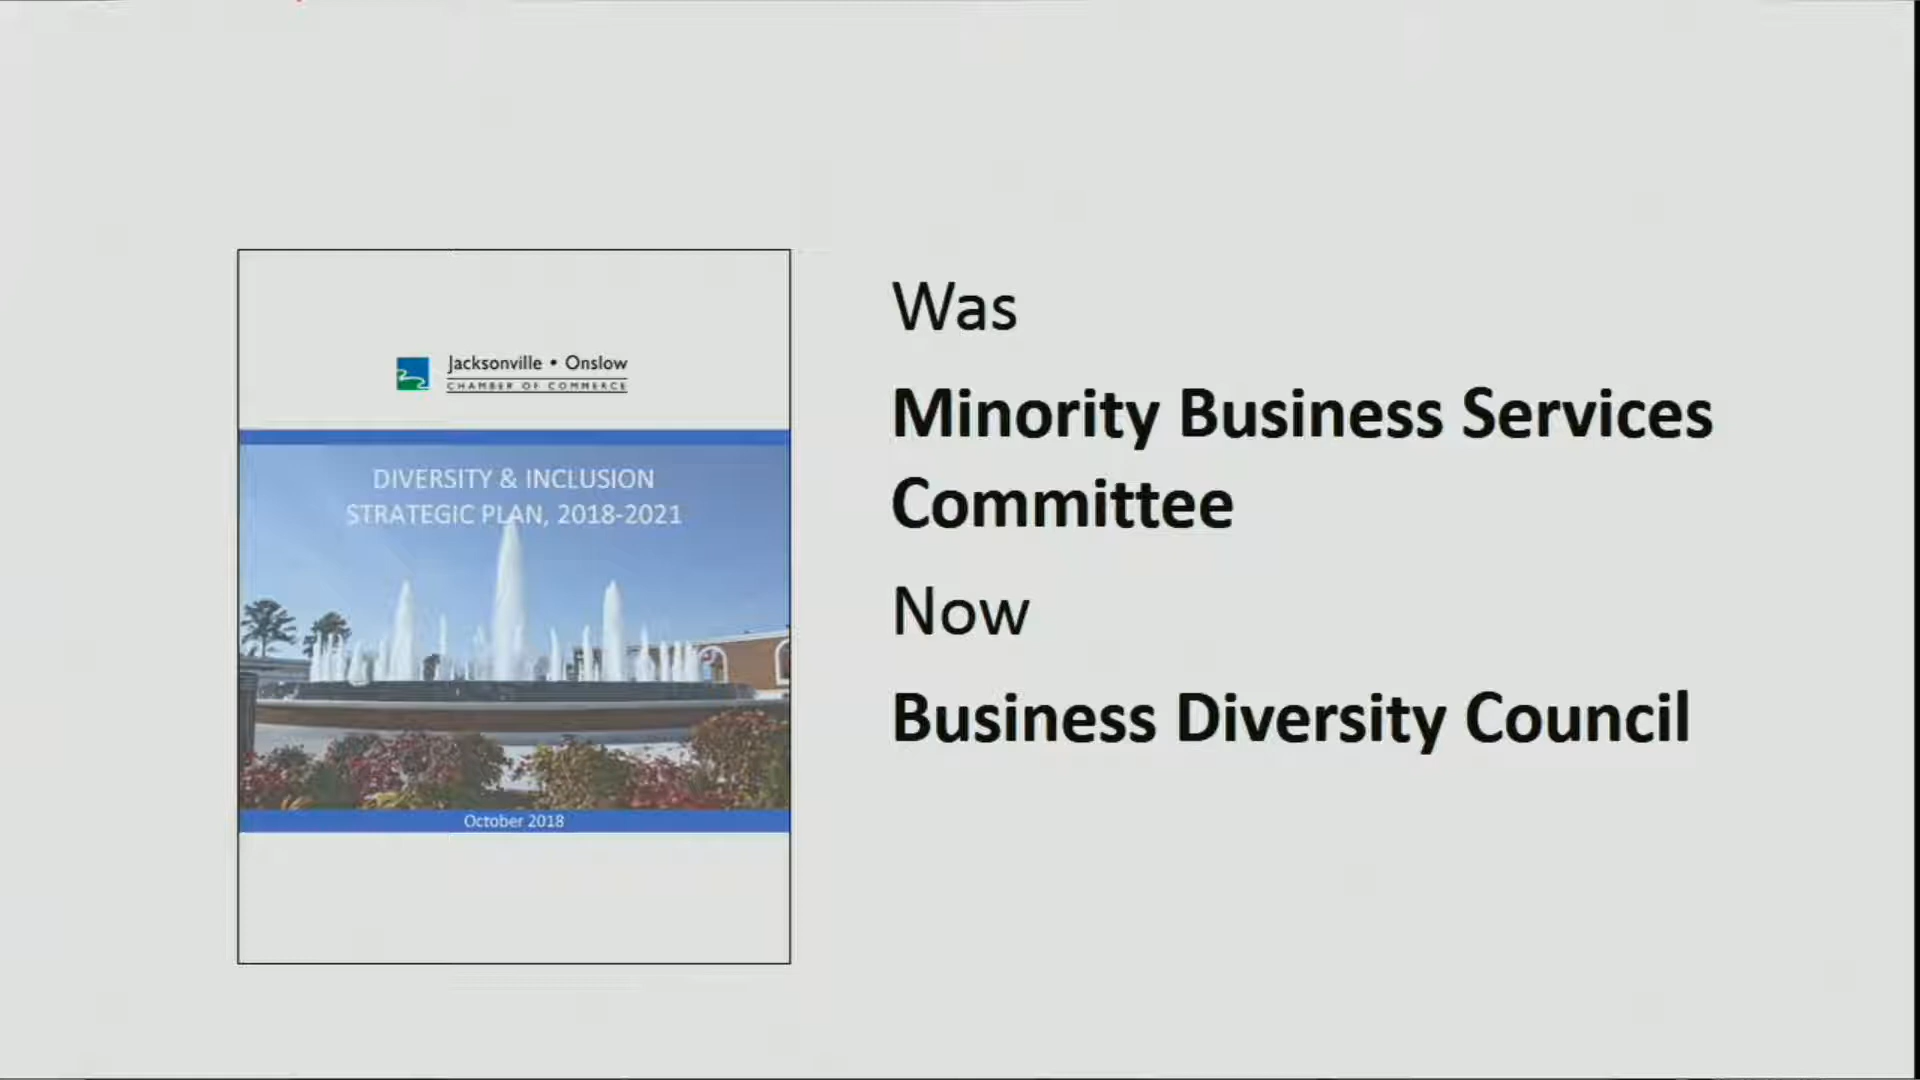 Jacksonville • Onslow
CHAMBER OF COMMERCE
DIVERSITY & INCLUSION
STRATEGIC PLAN, 2018-2021
October 2018
Was
Minority Business Services
Committee
Now
Business Diversity Council